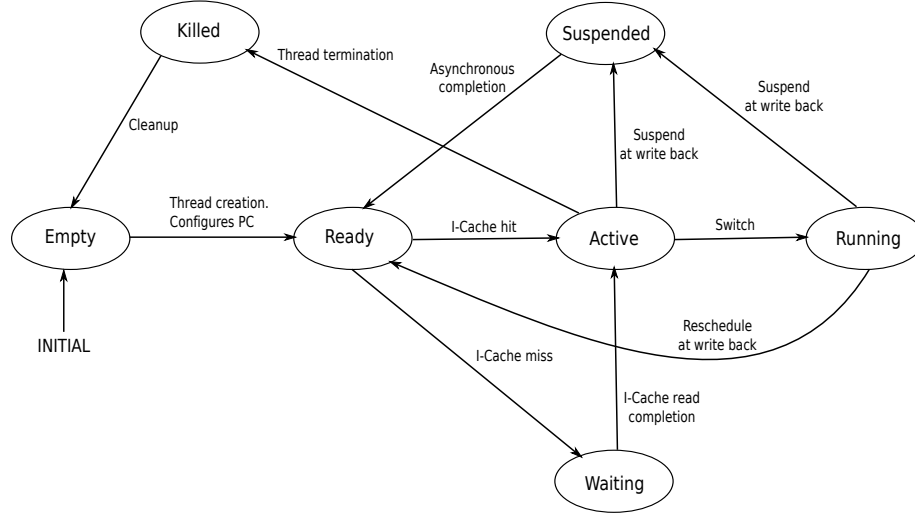 Killed
Suspended
Thread termination
Asynchronous
completion
Suspend
at write back
Cleanup
Suspend
at write back
Thread creation.
Configures PC
Empty
Ready
I-Cache hit
Active
Switch
Running
INITIAL
Reschedule
at write back
I-Cache miss
I-Cache read
completion
Waiting